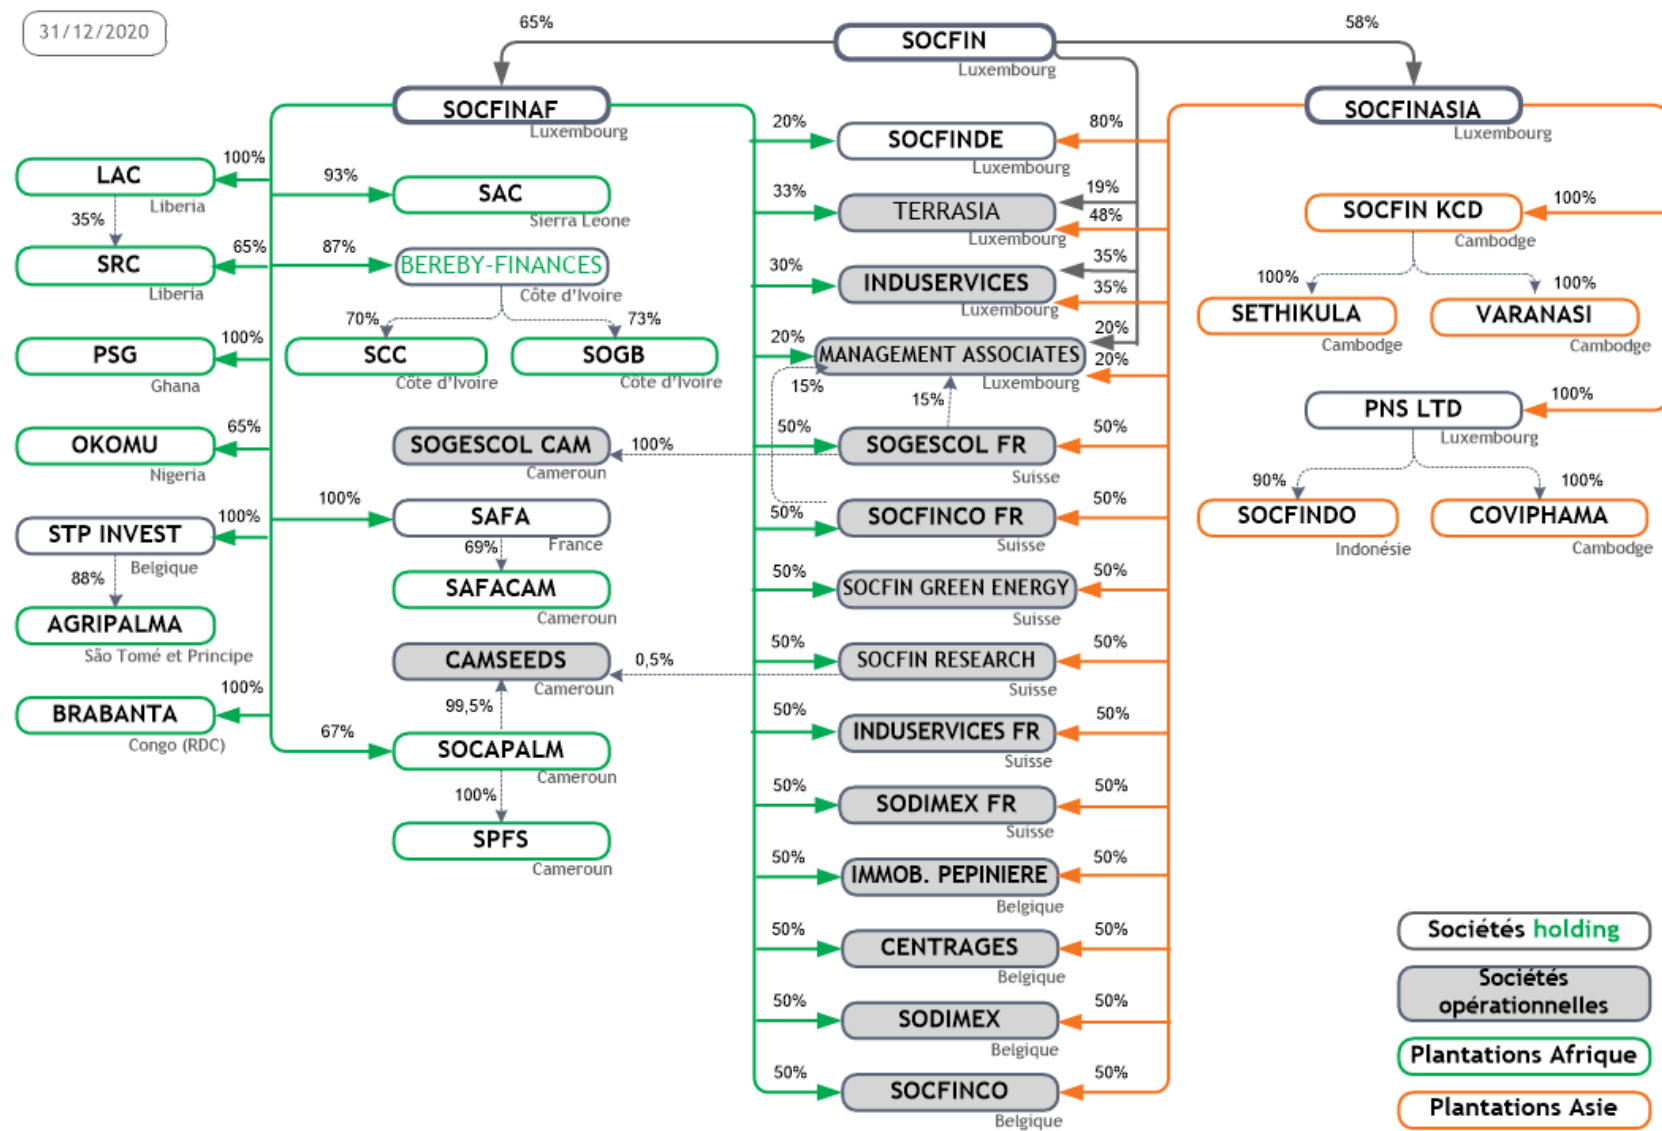 31/12/2020
65%
SOCFIN
Luxembourg
58%
SOCFINAF
Luxembourg
SOCFINASIA
Luxembourg
20%
SOCFINDE
Luxembourg
80%
LAC
Liberia
100%
93%
SAC
Sierra Leone
33%
TERRASIA
Luxembourg
19%
48%
SOCFIN KCD
Cambodge
100%
35%
SRC
Liberia
65%
87%
BEREBY-FINANCES
Côte d'Ivoire
30%
INDUSERVICES
Luxembourg
35%
35%
100%
SETHIKULA
Cambodge
100%
VARANASI
Cambodge
70%
SCC
Côte d'Ivoire
73%
SOGB
Côte d'Ivoire
PSG
Ghana
100%
20%
MANAGEMENT ASSOCIATES
Luxembourg
20%
20%
15%
15%
PNS LTD
Luxembourg
100%
OKOMU
Nigeria
65%
SOGESCOL CAM
Cameroun
100%
50%
SOGESCOL FR
Suisse
50%
90%
SOCFINDO
Indonésie
100%
COVIPHAMA
Cambodge
STP INVEST
Belgique
100%
100%
SAFA
France
50%
SOCFINCO FR
Suisse
50%
88%
AGRIPALMA
São Tomé et Principe
69%
SAFACAM
Cameroun
50%
SOCFIN GREEN ENERGY
Suisse
50%
CAMSEEDS
Cameroun
0,5%
50%
SOCFIN RESEARCH
Suisse
50%
BRABANTA
Congo (RDC)
100%
99,5%
67%
SOCAPALM
Cameroun
50%
INDUSERVICES FR
Suisse
50%
100%
SPFS
Cameroun
50%
SODIMEX FR
Suisse
50%
50%
IMMOB. PEPINIERE
Belgique
50%
50%
CENTRAGES
Belgique
50%
50%
SODIMEX
Belgique
50%
50%
SOCFINCO
Belgique
50%
Sociétés holding
Sociétés
opérationnelles
Plantations Afrique
Plantations Asie